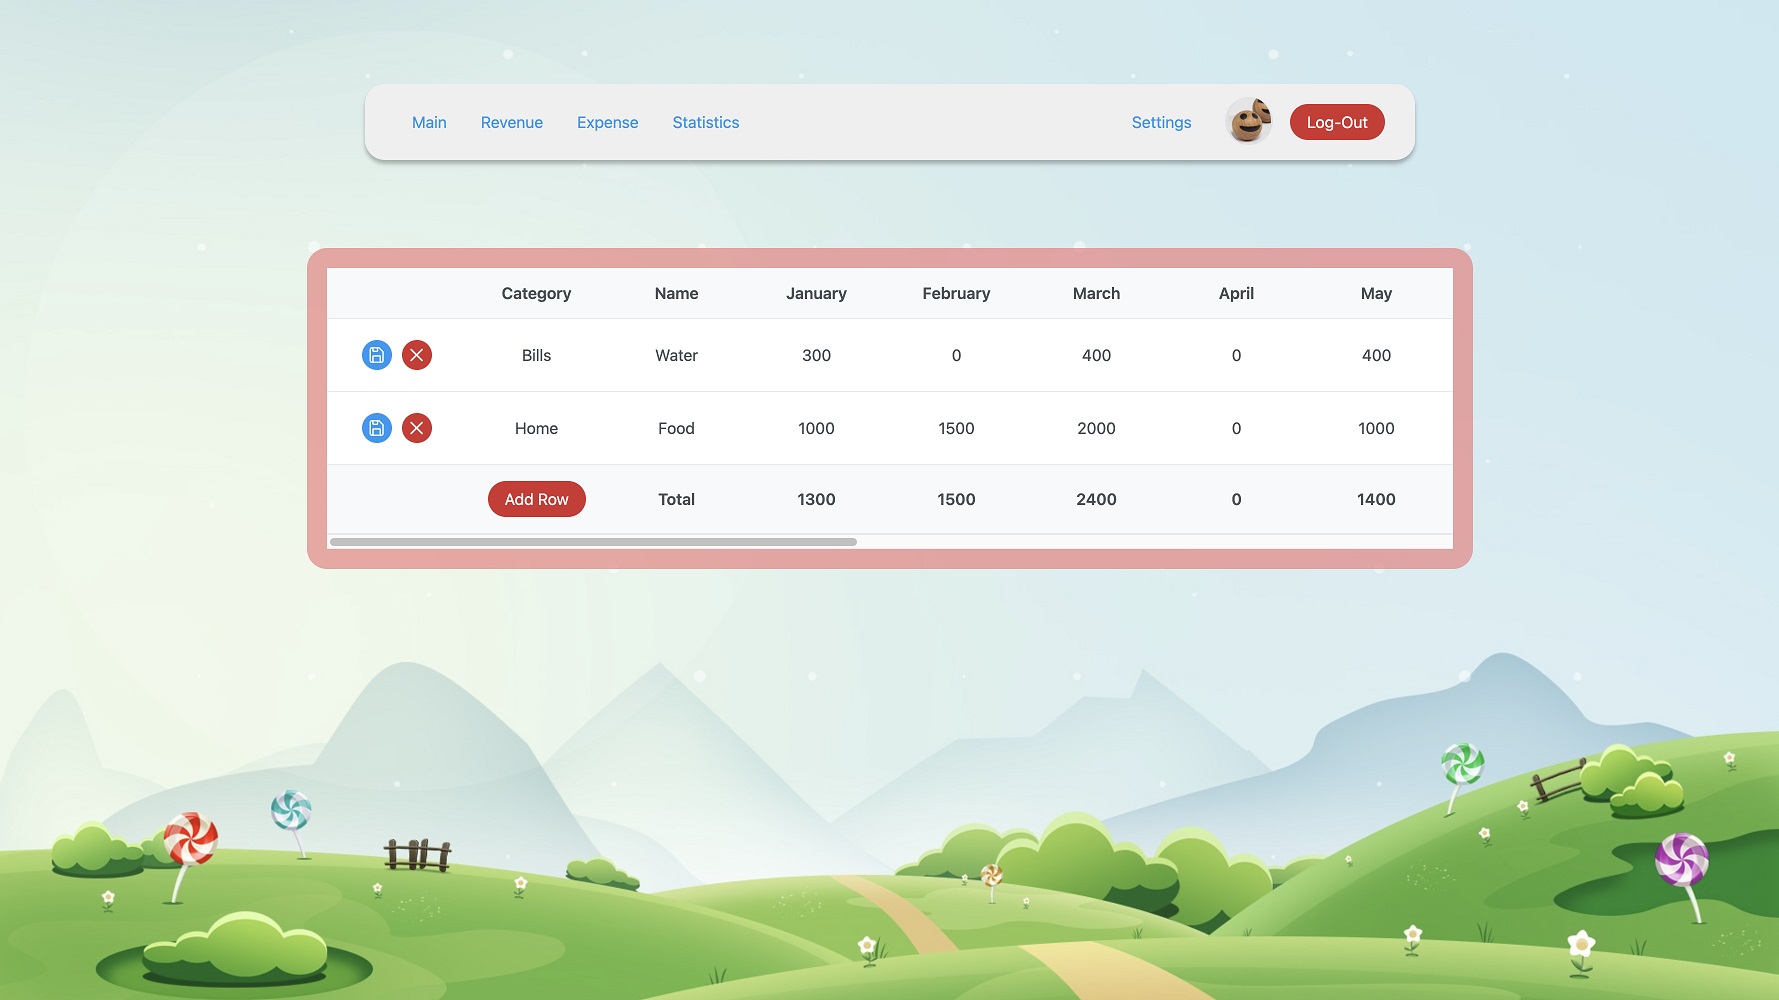 Main Revenue Expense Statistics Settings Log-Out
Category Name January February March April May
Bills Water 300 0 400 0 400
Home Food 1000 1500 2000 0 1000
Add Row Total 1300 1500 2400 0 1400